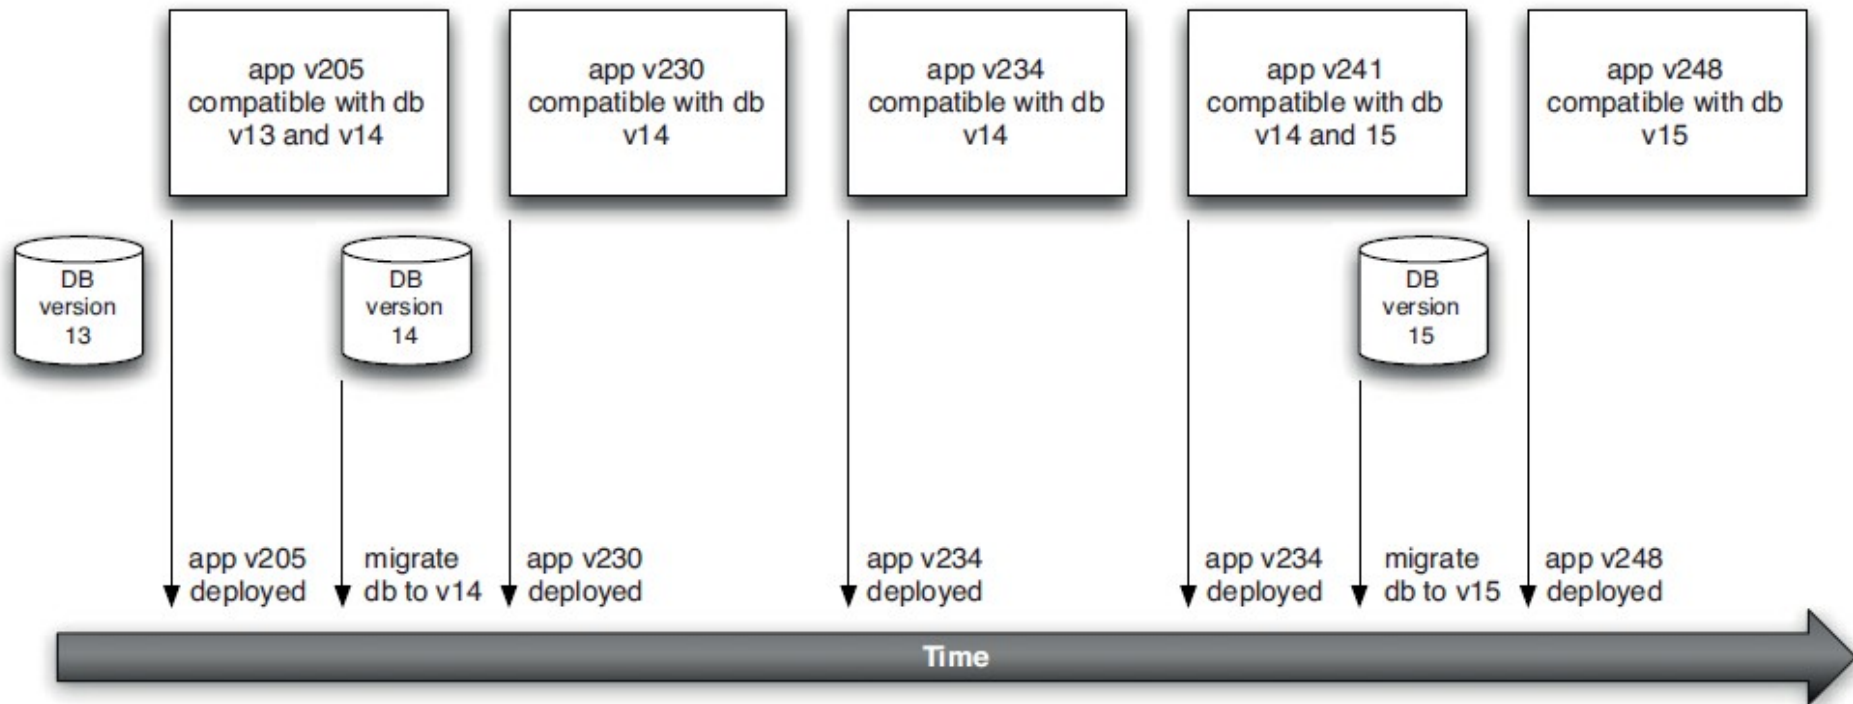 app v205
compatible with db
v13 and v14
app v230
compatible with db
v14
app v234
compatible with db
v14
app v241
compatible with db
v14 and 15
app v248
compatible with db
v15
DB
version
13
DB
version
14
DB
version
15
app v205
deployed
migrate
db to v14
app v230
deployed
app v234
deployed
app v234
deployed
migrate
db to v15
app v248
deployed
Time